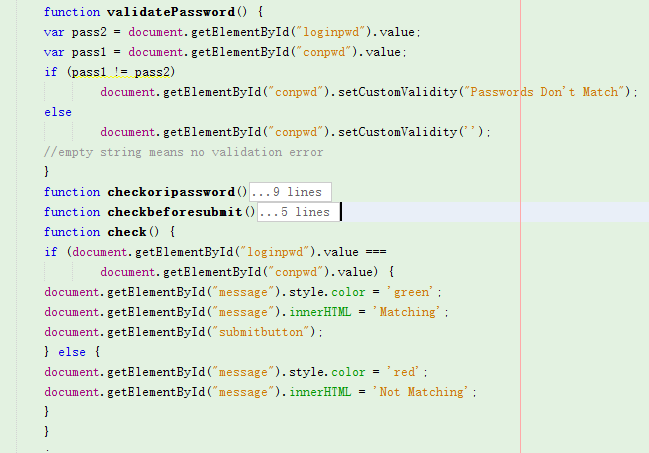 function validatePassword() {
var pass2 = document.getElementById("loginpwd").value;
var pass1 = document.getElementById("conpwd").value;
if (pass1 != pass2)
document.getElementById("conpwd").setCustomValidity("Passwords Don't Match");
else
document.getElementById("conpwd").setCustomValidity('');
//empty string means no validation error
}
function checkoripassword()...9 lines
function checkbeforesubmit()...5 lines
function check() {
if (document.getElementById("loginpwd").value ===
document.getElementById("conpwd").value) {
document.getElementById("message").style.color = 'green';
document.getElementById("message").innerHTML = 'Matching';
document.getElementById("submitbutton");
} else {
document.getElementById("message").style.color = 'red';
document.getElementById("message").innerHTML = 'Not Matching';
}
}